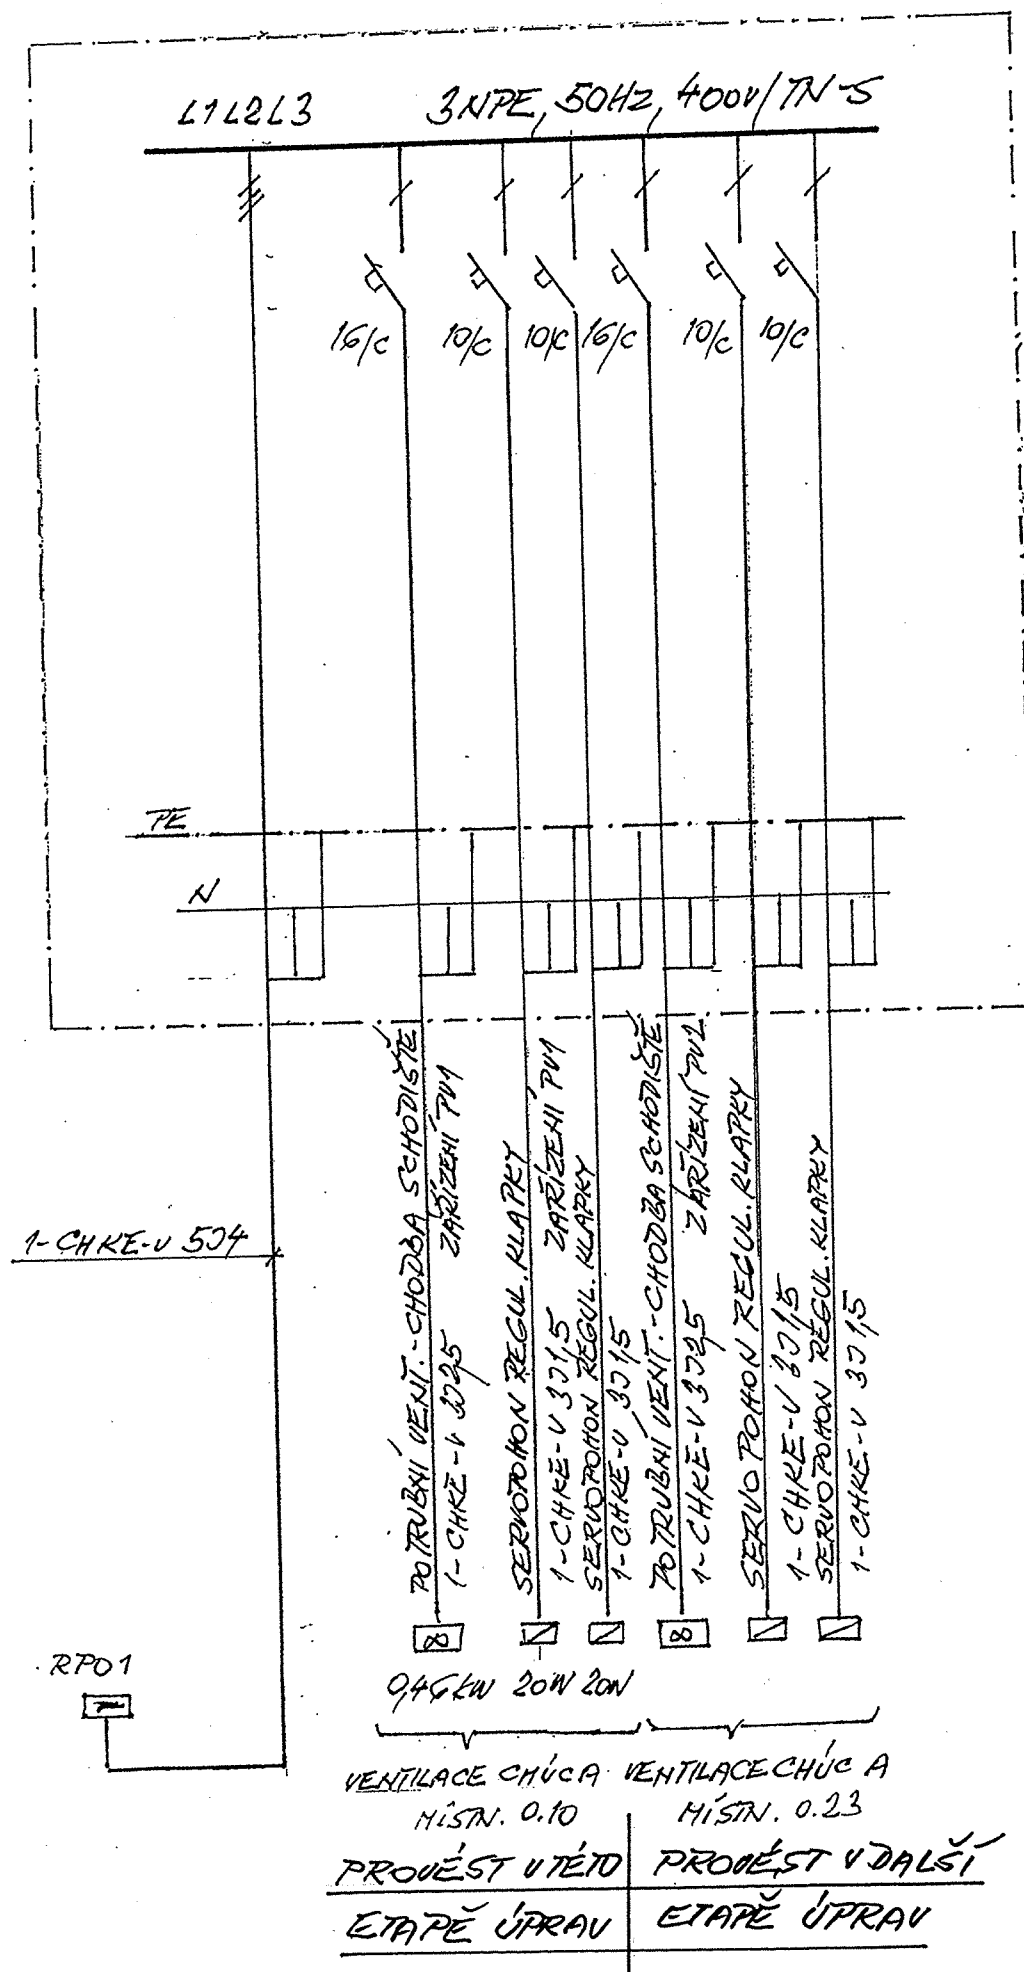 L1L2L3
3NPE, 50HZ, 400V/TN-S
16/C
10/C
10/C
16/C
10/C
10/C
PE
N
1-CHKE-V 5J4
POTRUBNÍ VENT.-CHODBA SCHODIŠTĚ
ZAŘÍZENÍ PV1
1-CHKE-V 3J2,5
SERVOPOHON REGUL.KLAPKY
ZAŘÍZENÍ PV1
1-CHKE-V 3J1,5
SERVOPOHON REGUL.KLAPKY
1-CHKE-V 3J1,5
POTRUBNÍ VENT.-CHODBA SCHODIŠTĚ
ZAŘÍZENÍ PV2
1-CHKE-V 3J2,5
SERVOPOHON REGUL.KLAPKY
1-CHKE-V 3J1,5
SERVOPOHON REGUL.KLAPKY
1-CHKE-V 3J1,5
RPO1
20W 20W
VENTILACE CHÚC A
MÍSTN. 0.10
VENTILACE CHÚC A
MÍSTN. 0.23
PROVÉST V TÉTO
ETAPĚ ÚPRAV
PROVÉST V DALŠÍ
ETAPĚ ÚPRAV